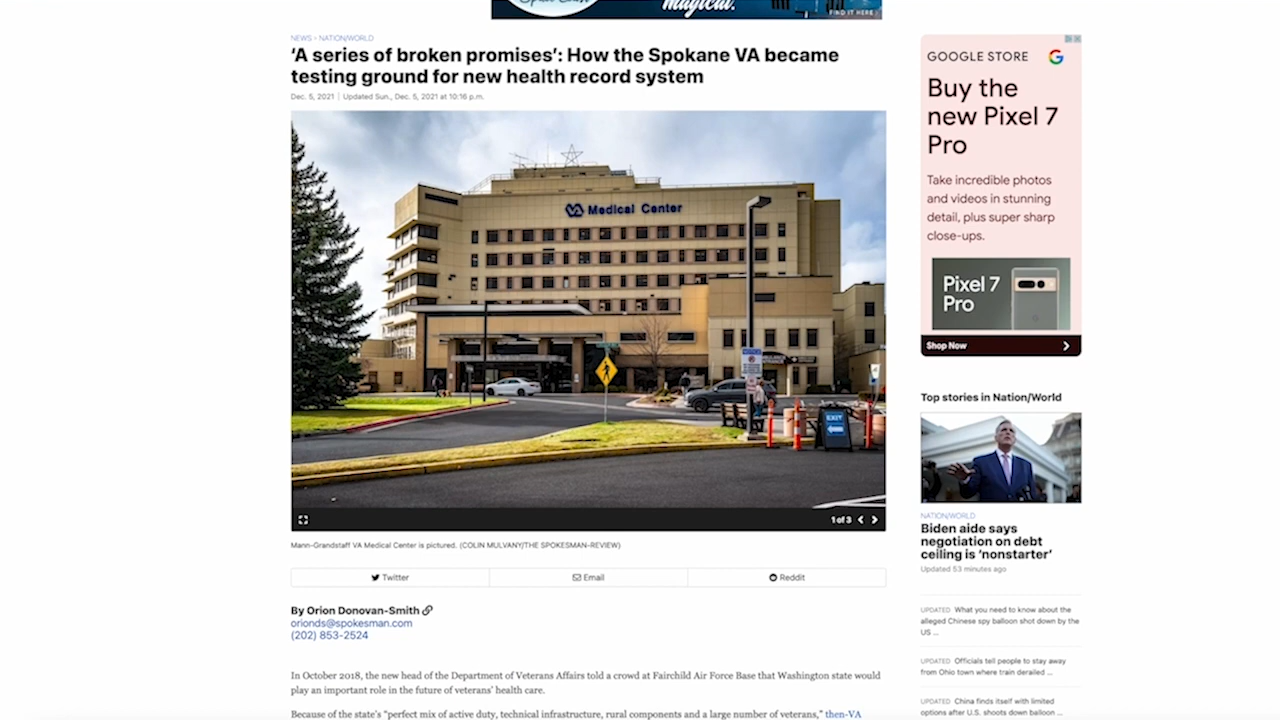 magical.
FIND IT HERE
NEWS > NATION/WORLD
‘A series of broken promises’: How the Spokane VA became
testing ground for new health record system
Dec. 5, 2021 | Updated Sun., Dec. 5, 2021 at 10:16 p.m.
VA Medical Center
EXIT
1 of 3
Mann-Grandstaff VA Medical Center is pictured. (COLIN MULVANY/THE SPOKESMAN-REVIEW)
Twitter
Email
Reddit
By Orion Donovan-Smith
orionds@spokesman.com
(202) 853-2524
In October 2018, the new head of the Department of Veterans Affairs told a crowd at Fairchild Air Force Base that Washington state would
play an important role in the future of veterans’ health care.
Because of the state’s “perfect mix of active duty, technical infrastructure, rural components and a large number of veterans,” then-VA
GOOGLE STORE
Buy the
new Pixel 7
Pro
Take incredible photos
and videos in stunning
detail, plus super sharp
close-ups.
Pixel 7
Pro
Shop Now
Top stories in Nation/World
NATION/WORLD
Biden aide says
negotiation on debt
ceiling is ‘nonstarter’
Updated 53 minutes ago
UPDATED What you need to know about the
alleged Chinese spy balloon shot down by the
US ...
UPDATED Officials tell people to stay away
from Ohio town where train derailed ...
UPDATED China finds itself with limited
options after U.S. shoots down balloon ...